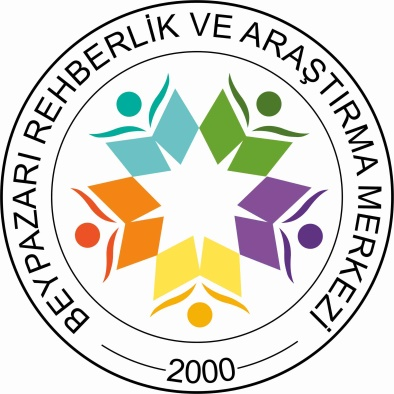 BEYPAZARI REHBERLİK VE ARAŞTIRMA MERKEZİ
2000